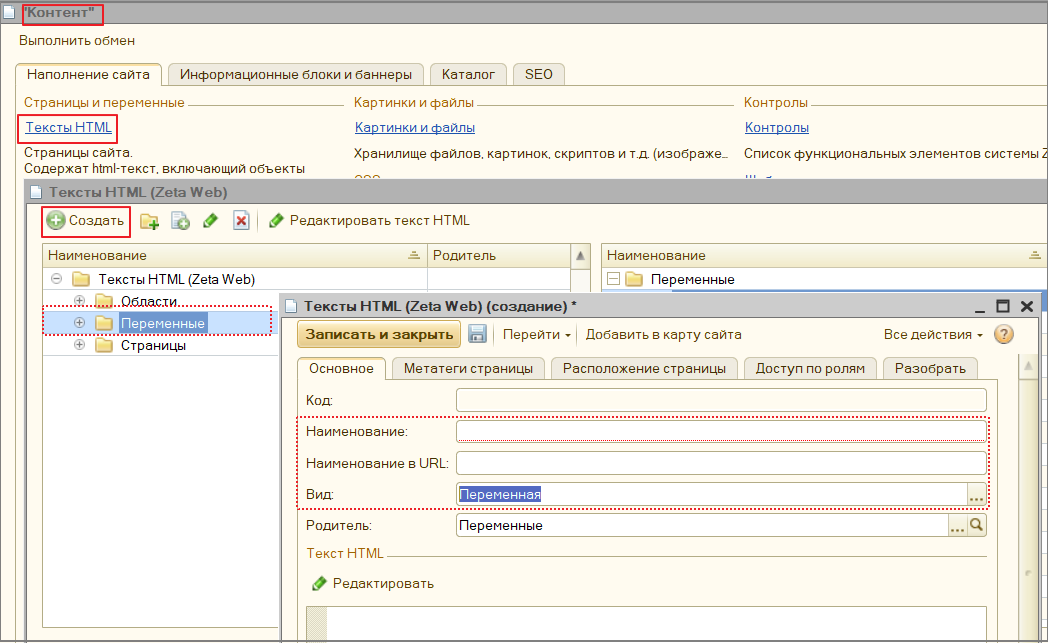 "Контент"
Выполнить обмен
Наполнение сайта Информационные блоки и баннеры Каталог SEO
Страницы и переменные Картинки и файлы Контролы
Тексты HTML Картинки и файлы Контролы
Страницы сайта. Хранилище файлов, картинок, скриптов и т.д. (изображе... Список функциональных элементов системы Z
Содержат html-текст, включающий объекты
Тексты HTML (Zeta Web)
Создать Редактировать текст HTML
Наименование Родитель Наименование
Тексты HTML (Zeta Web) Переменные
Области
Тексты HTML (Zeta Web) (создание) *
Переменные
Записать и закрыть Перейти Добавить в карту сайта Все действия
Страницы
Основное Метатеги страницы Расположение страницы Доступ по ролям Разобрать
Код:
Наименование:
Наименование в URL:
Вид: Переменная
Родитель: Переменные
Текст HTML
Редактировать